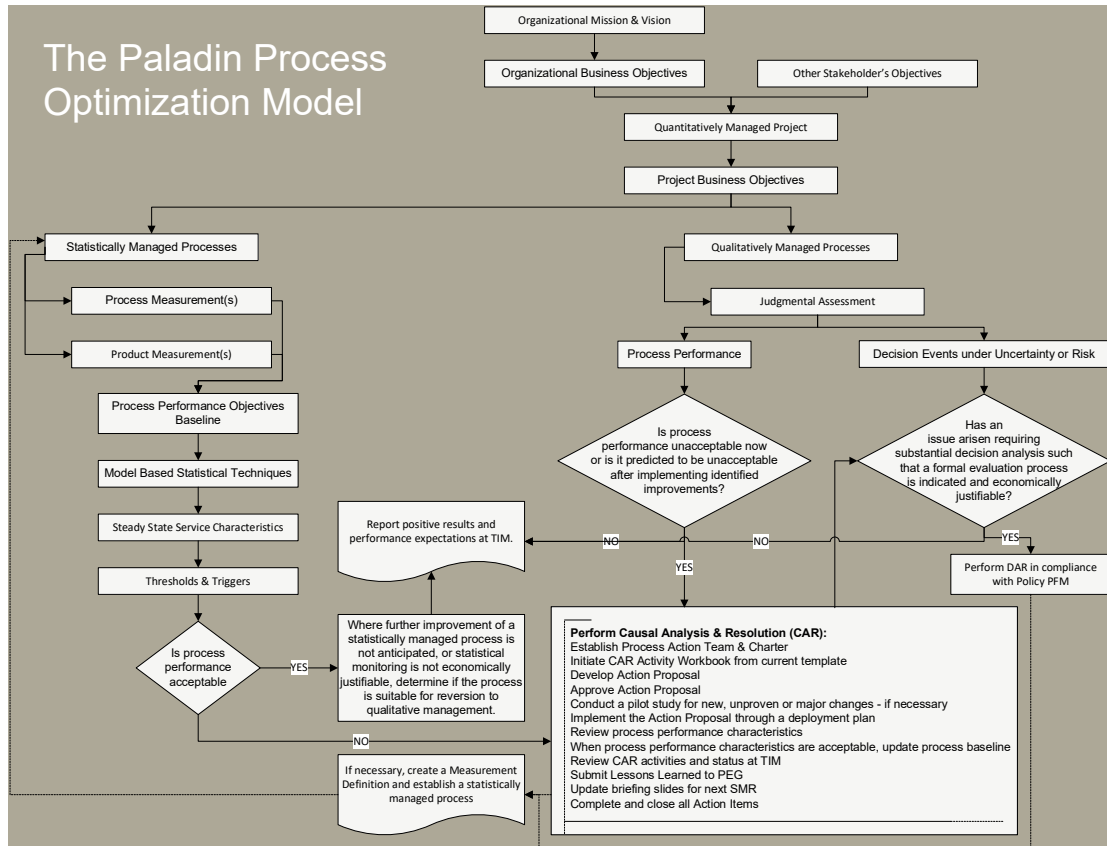 The Paladin Process
Optimization Model
Organizational Mission & Vision
Organizational Business Objectives
Other Stakeholder's Objectives
Quantitatively Managed Project
Project Business Objectives
Statistically Managed Processes
Qualitatively Managed Processes
Process Measurement(s)
Judgmental Assessment
Product Measurement(s)
Process Performance
Decision Events under Uncertainty or Risk
Process Performance Objectives
Baseline
Model Based Statistical Techniques
Steady State Service Characteristics
Thresholds & Triggers
Is process
performance
acceptable
YES
NO
Is process
performance unacceptable now
or is it predicted to be unacceptable
after implementing identified
improvements?
Has an
issue arisen requiring
substantial decision analysis such
that a formal evaluation process
is indicated and economically
justifiable?
Report positive results and
performance expectations at TIM.
NO
NO
YES
YES
Perform DAR in compliance
with Policy PFM
Where further improvement of a
statistically managed process is
not anticipated, or statistical
monitoring is not economically
justifiable, determine if the process
is suitable for reversion to
qualitative management.
Perform Causal Analysis & Resolution (CAR):
Establish Process Action Team & Charter
Initiate CAR Activity Workbook from current template
Develop Action Proposal
Approve Action Proposal
Conduct a pilot study for new, unproven or major changes - if necessary
Implement the Action Proposal through a deployment plan
Review process performance characteristics
When process performance characteristics are acceptable, update process baseline
Review CAR activities and status at TIM
Submit Lessons Learned to PEG
Update briefing slides for next SMR
Complete and close all Action Items
If necessary, create a Measurement
Definition and establish a statistically
managed process